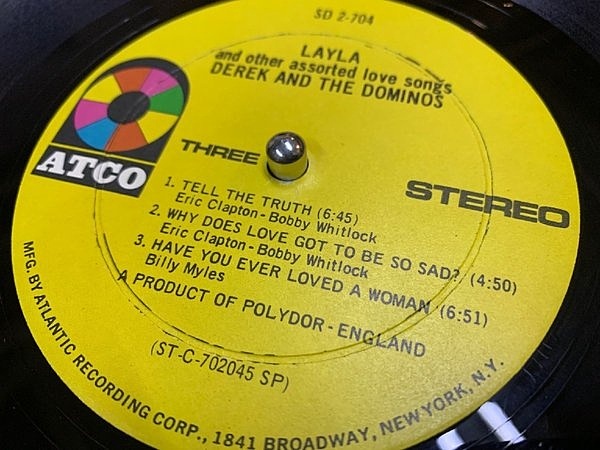 SD 2-704
LAYLA
and other assorted love songs
DEREK AND THE DOMINOS
ATCO
THREE
STEREO
1. TELL THE TRUTH (6:45)
Eric Clapton-Bobby Whitlock
2. WHY DOES LOVE GOT TO BE SO SAD? (4:50)
Eric Clapton-Bobby Whitlock
3. HAVE YOU EVER LOVED A WOMAN (6:51)
Billy Myles
A PRODUCT OF POLYDOR-ENGLAND
(ST-C-702045 SP)
MFG. BY ATLANTIC RECORDING CORP., 1841 BROADWAY, NEW YORK, N.Y.